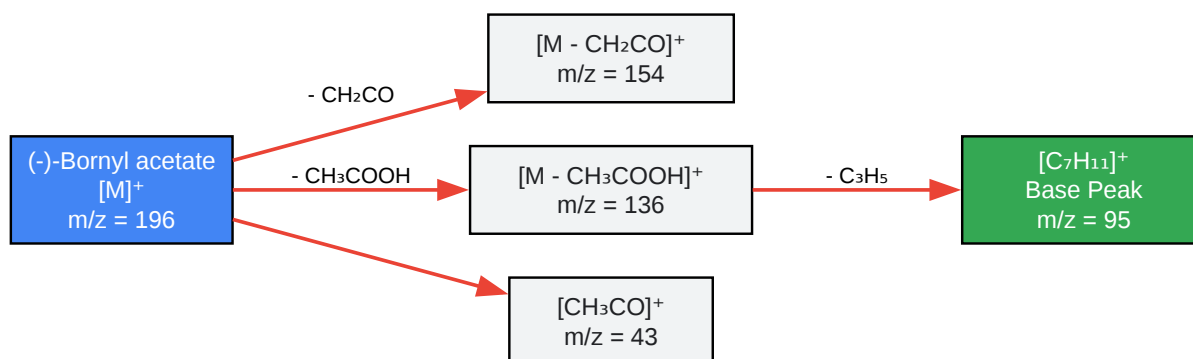 [M - CH₂CO]⁺
m/z = 154
- CH₂CO
(-)-Bornyl acetate
[M]⁺
m/z = 196
- CH₃COOH
[M - CH₃COOH]⁺
m/z = 136
- C₃H₅
[C₇H₁₁]⁺
Base Peak
m/z = 95
[CH₃CO]⁺
m/z = 43